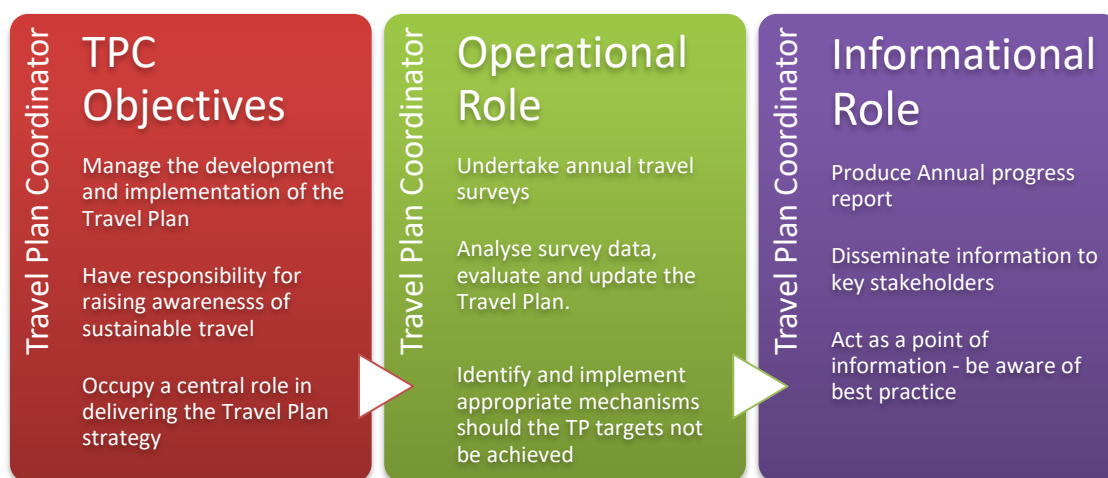 Travel Plan Coordinator
TPC
Objectives
Manage the development
and implementation of the
Travel Plan
Have responsibility for
raising awarenesss of
sustainable travel
Occupy a central role in
delivering the Travel Plan
strategy
Travel Plan Coordinator
Operational
Role
Undertake annual travel
surveys
Analyse survey data,
evaluate and update the
Travel Plan.
Identify and implement
appropriate mechanisms
should the TP targets not
be achieved
Travel Plan Coordinator
Informational
Role
Produce Annual progress
report
Disseminate information to
key stakeholders
Act as a point of
information - be aware of
best practice